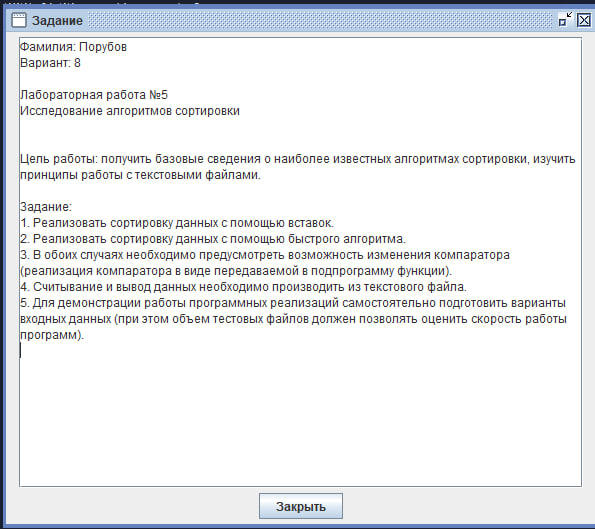 Задание
Фамилия: Порубов
Вариант: 8
Лабораторная работа №5
Исследование алгоритмов сортировки
Цель работы: получить базовые сведения о наиболее известных алгоритмах сортировки, изучить
принципы работы с текстовыми файлами.
Задание:
1. Реализовать сортировку данных с помощью вставок.
2. Реализовать сортировку данных с помощью быстрого алгоритма.
3. В обоих случаях необходимо предусмотреть возможность изменения компаратора
(реализация компаратора в виде передаваемой в подпрограмму функции).
4. Считывание и вывод данных необходимо производить из текстового файла.
5. Для демонстрации работы программных реализаций самостоятельно подготовить варианты
входных данных (при этом объем тестовых файлов должен позволять оценить скорость работы
программ).
Закрыть